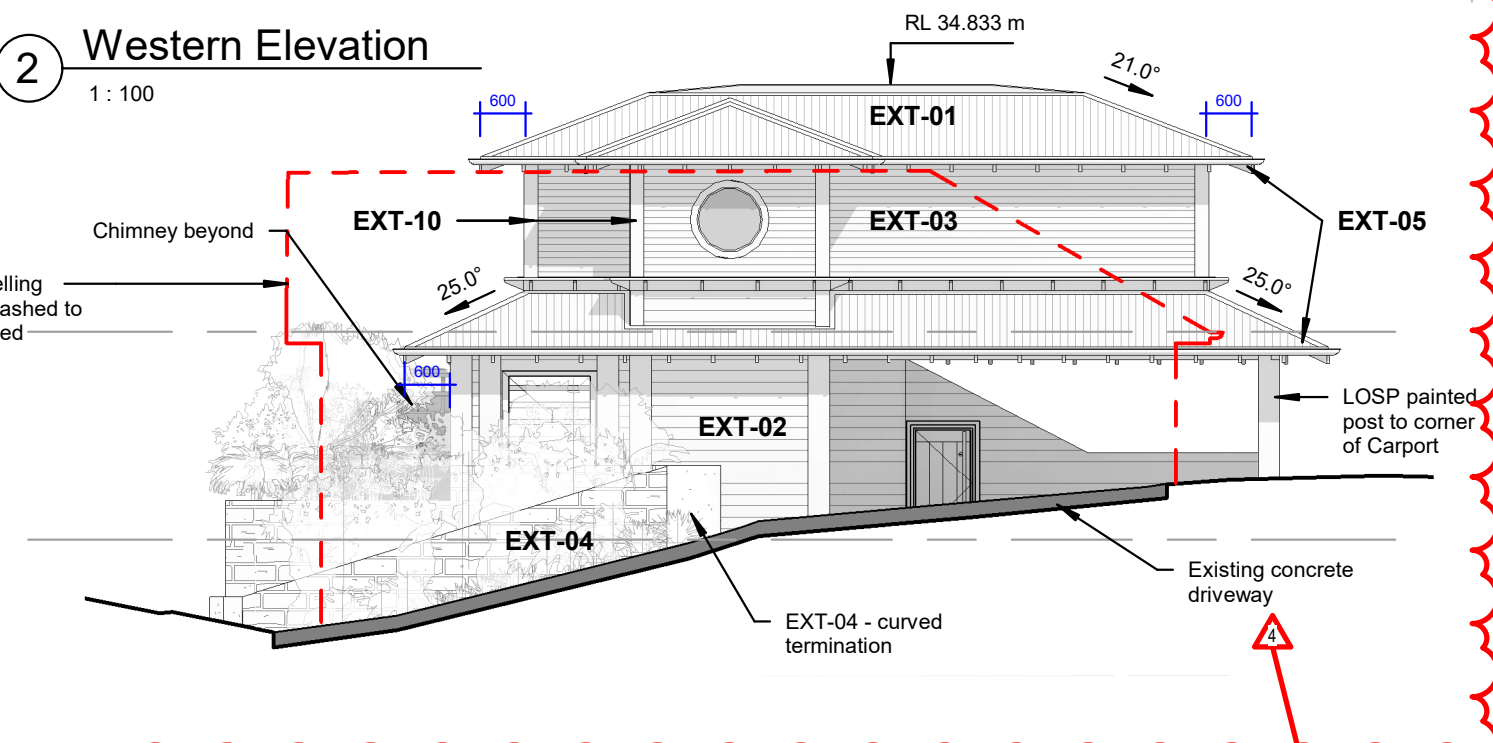 2
Western Elevation
1 : 100
RL 34.833 m
21.0°
600
600
EXT-01
EXT-10
EXT-03
EXT-05
Chimney beyond
elling
ashed to
ed
25.0°
25.0°
600
EXT-02
LOSP painted
post to corner
of Carport
EXT-04
Existing concrete
driveway
EXT-04 - curved
termination
4